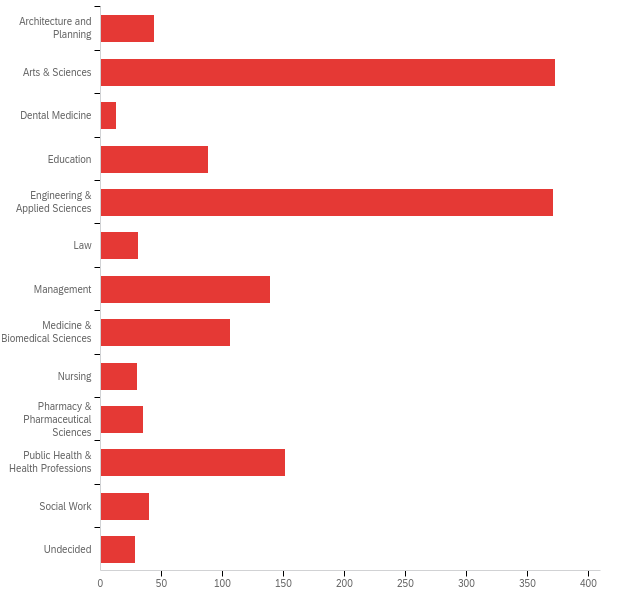 Architecture and
Planning
Arts & Sciences
Dental Medicine
Education
Engineering &
Applied Sciences
Law
Management
Medicine &
Biomedical Sciences
Nursing
Pharmacy &
Pharmaceutical
Sciences
Public Health &
Health Professions
Social Work
Undecided
0 50 100 150 200 250 300 350 400